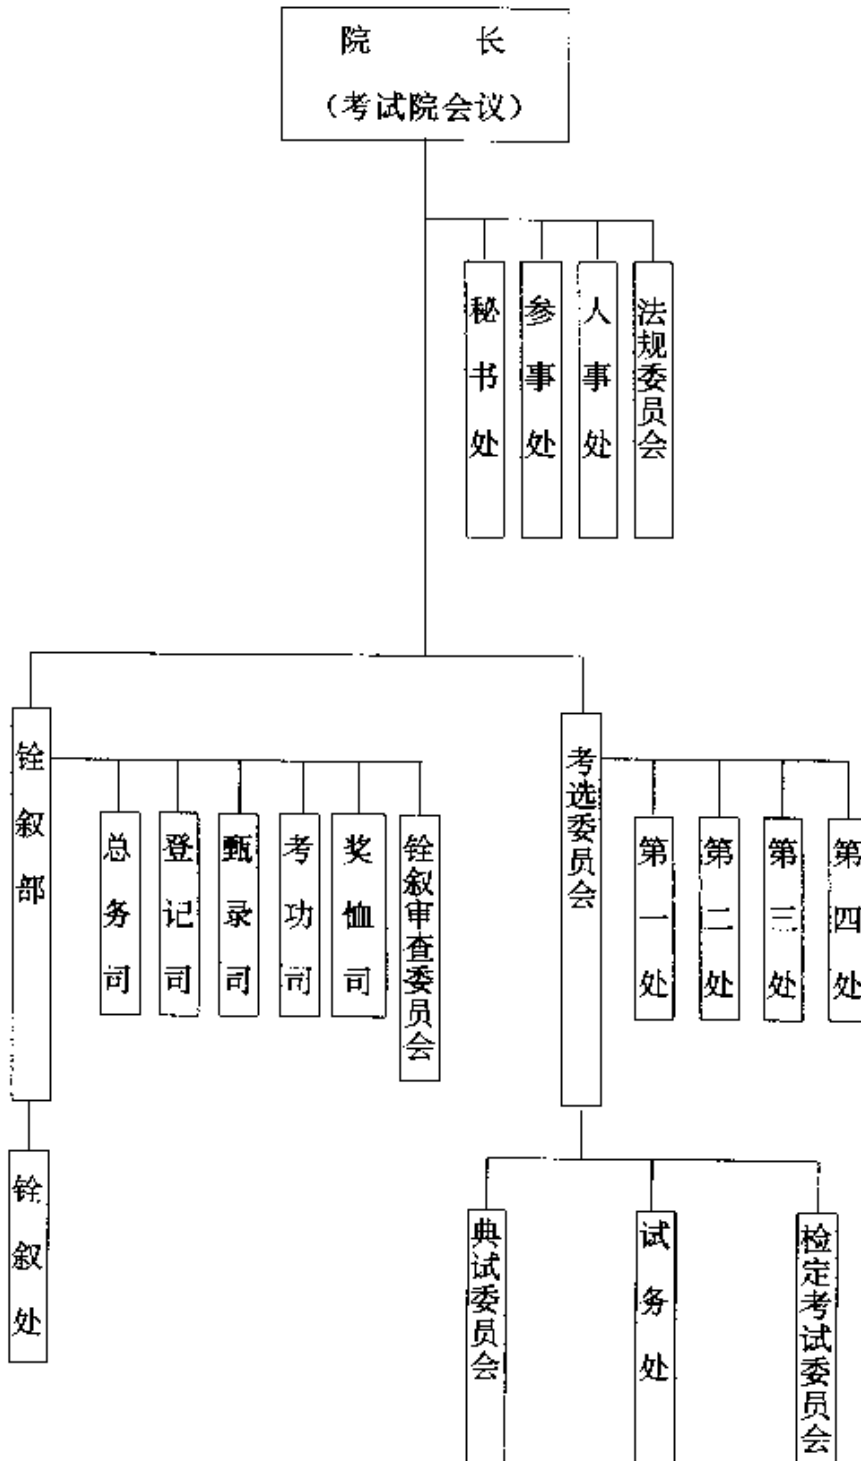 院 长
（考试院会议）
秘书处
参事处
人事处
法规委员会
铨叙部
总务司
登记司
甄录司
考功司
奖恤司
铨叙审查委员会
考选委员会
第一处
第二处
第三处
第四处
铨叙处
典试委员会
试务处
检定考试委员会